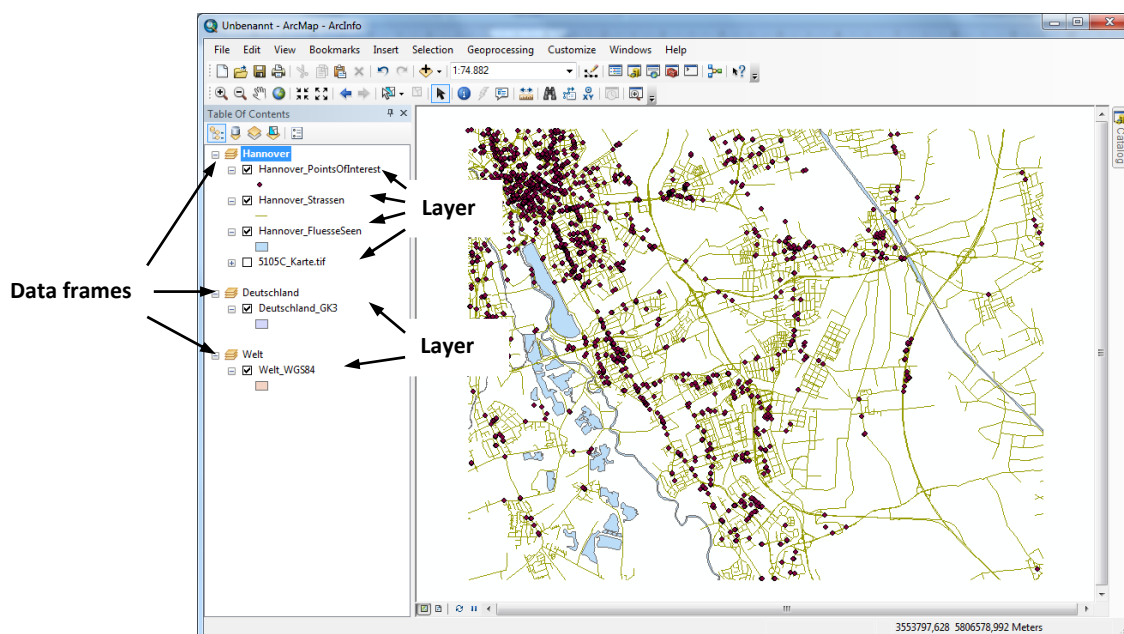 Unbenannt - ArcMap - ArcInfo
File Edit View Bookmarks Insert Selection Geoprocessing Customize Windows Help
1:74.882
XY
Table Of Contents
Hannover
Hannover_PointsOfInterest
Hannover_Strassen
Layer
Hannover_FluesseSeen
5105C_Karte.tif
Data frames
Deutschland
Deutschland_GK3
Layer
Welt
Welt_WGS84
Catalog
3553797,628 5806578,992 Meters